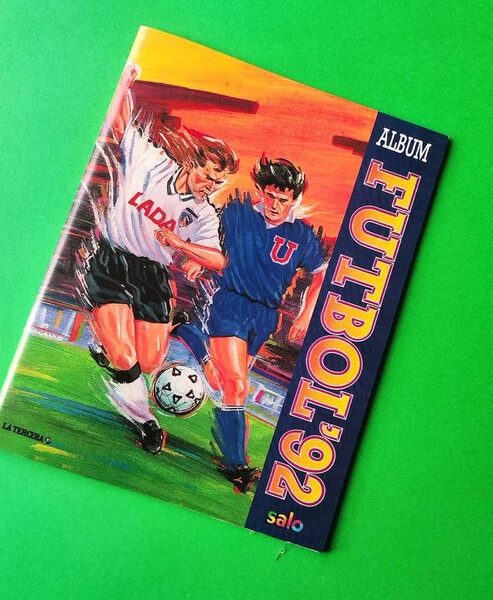 ALBUM
FUTBOL'92
LADA
U
LA TERCERA
salo